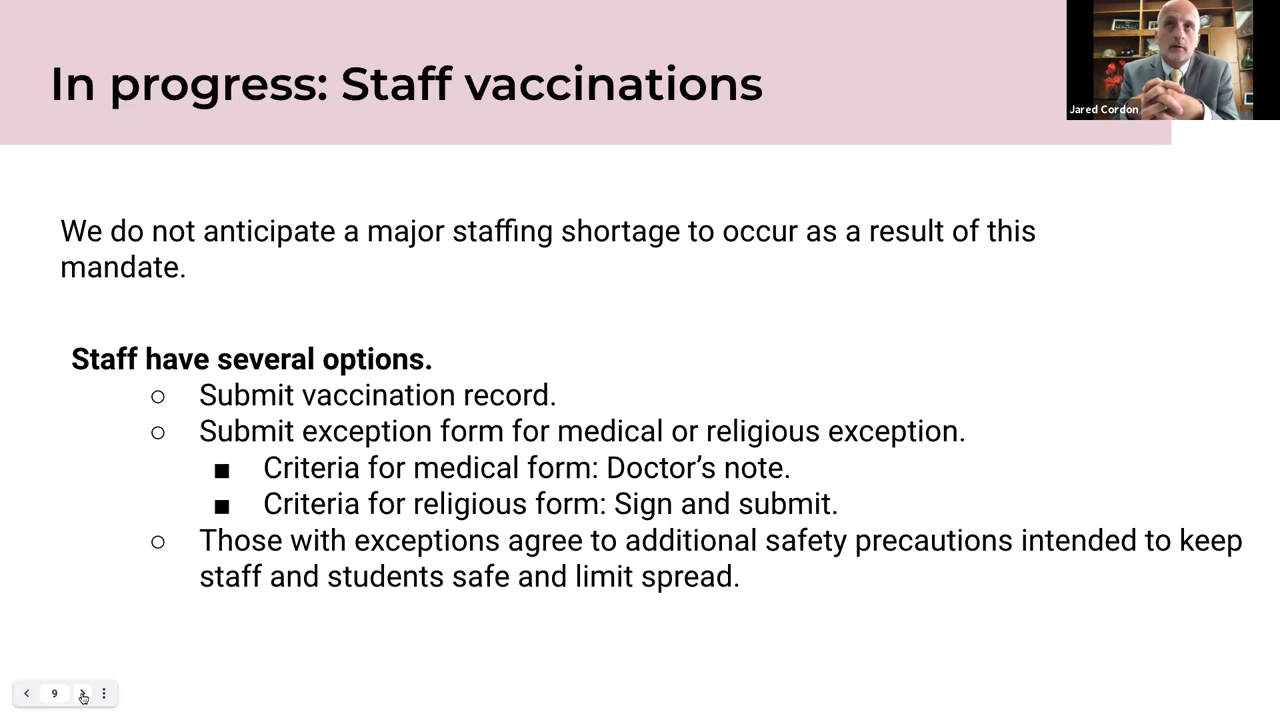 In progress: Staff vaccinations
Jared Cordon
We do not anticipate a major staffing shortage to occur as a result of this
mandate.
Staff have several options.
○ Submit vaccination record.
○ Submit exception form for medical or religious exception.
■ Criteria for medical form: Doctor’s note.
■ Criteria for religious form: Sign and submit.
○ Those with exceptions agree to additional safety precautions intended to keep
staff and students safe and limit spread.
9